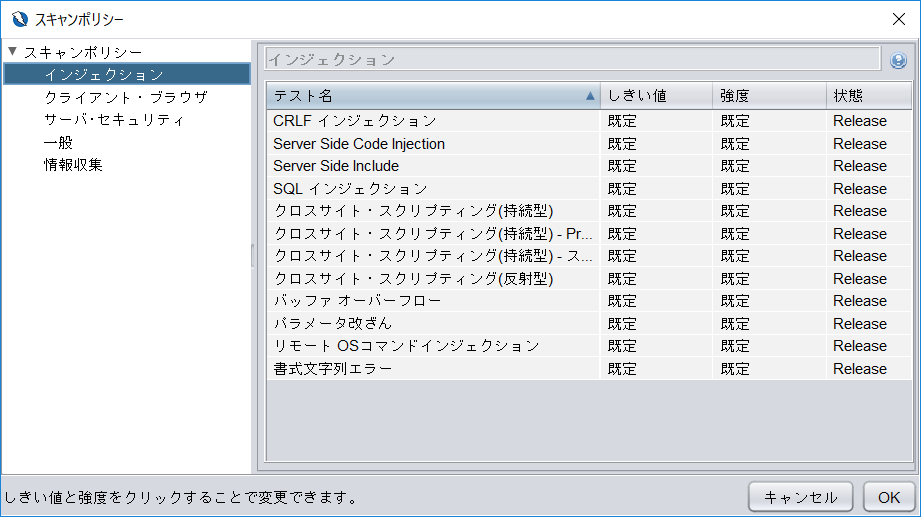 スキャンポリシー
スキャンポリシー
インジェクション
クライアント・ブラウザ
サーバ・セキュリティ
一般
情報収集
インジェクション
テスト名 しきい値 強度 状態
CRLF インジェクション 既定 既定 Release
Server Side Code Injection 既定 既定 Release
Server Side Include 既定 既定 Release
SQL インジェクション 既定 既定 Release
クロスサイト・スクリプティング(持続型) 既定 既定 Release
クロスサイト・スクリプティング(持続型) - Pr... 既定 既定 Release
クロスサイト・スクリプティング(持続型) - ス... 既定 既定 Release
クロスサイト・スクリプティング(反射型) 既定 既定 Release
バッファ オーバーフロー 既定 既定 Release
パラメータ改ざん 既定 既定 Release
リモート OSコマンドインジェクション 既定 既定 Release
書式文字列エラー 既定 既定 Release
しきい値と強度をクリックすることで変更できます。
キャンセル OK